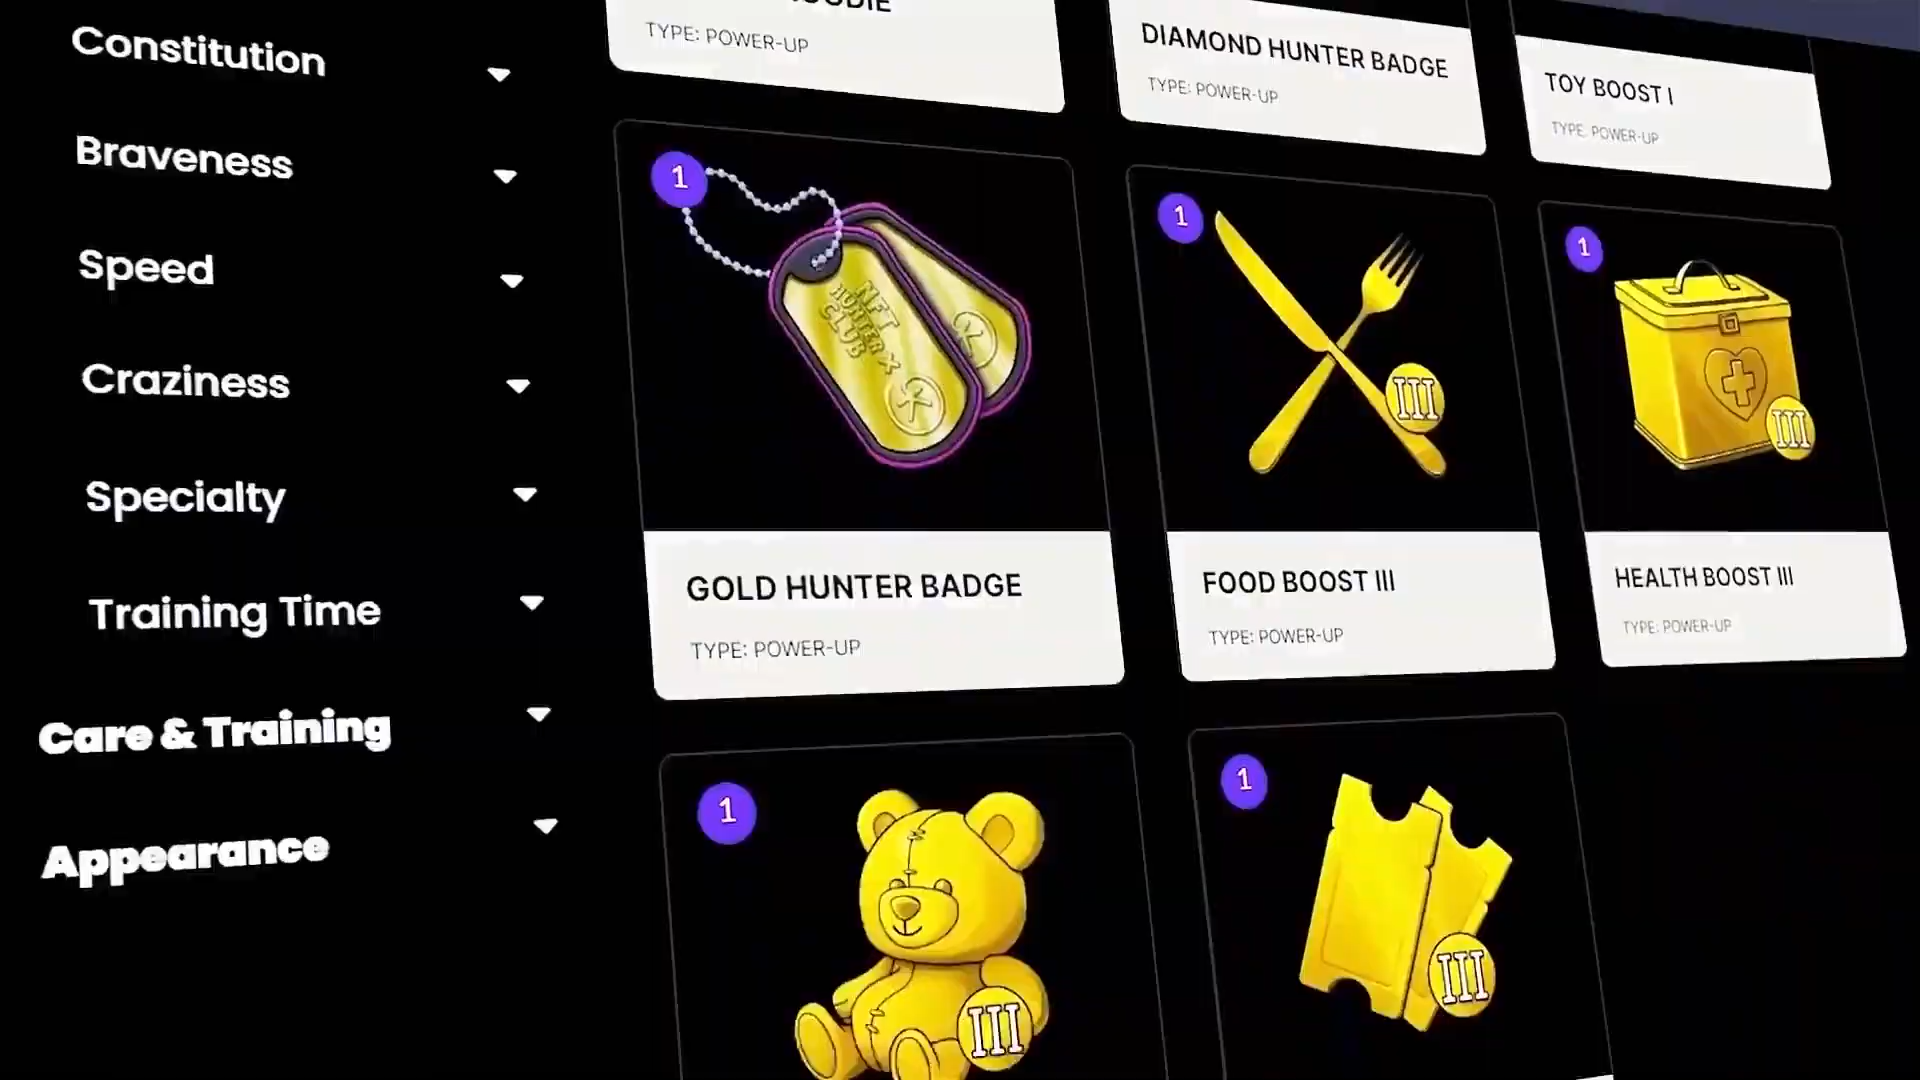 Constitution
Braveness
Speed
Craziness
Specialty
Training Time
Care & Training
Appearance
TYPE: POWER-UP
DIAMOND HUNTER BADGE
TYPE: POWER-UP
TOY BOOST I
TYPE: POWER-UP
1
NFT
HUNTER X
CLUB
GOLD HUNTER BADGE
TYPE: POWER-UP
1
III
FOOD BOOST III
TYPE: POWER-UP
1
III
HEALTH BOOST III
TYPE: POWER-UP
1
III
1
III